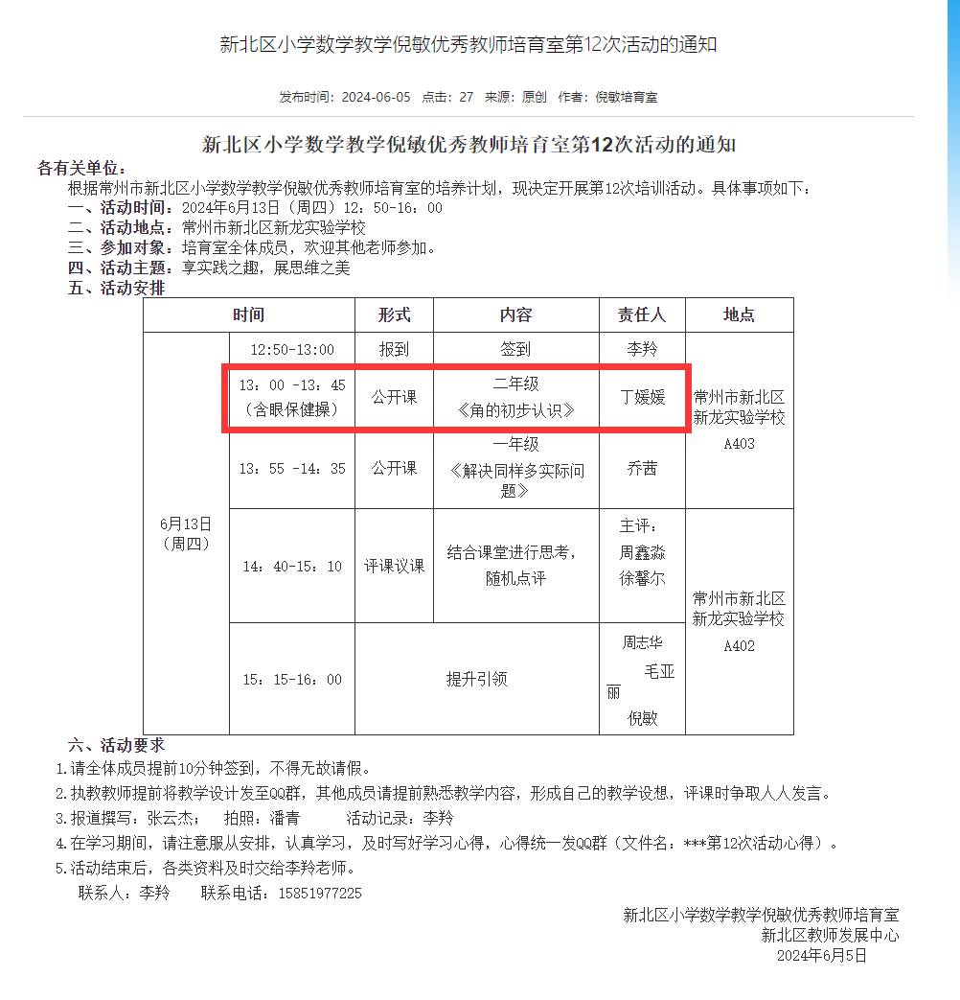 新北区小学数学教学倪敏优秀教师培育室第12次活动的通知
发布时间：2024-06-05 点击：27 来源：原创 作者：倪敏培育室
新北区小学数学教学倪敏优秀教师培育室第12次活动的通知
各有关单位：
根据常州市新北区小学数学教学倪敏优秀教师培育室的培养计划，现决定开展第12次培训活动。具体事项如下：
一、活动时间：2024年6月13日（周四）12：50-16：00
二、活动地点：常州市新北区新龙实验学校
三、参加对象：培育室全体成员，欢迎其他老师参加。
四、活动主题：享实践之趣，展思维之美
五、活动安排
时间 形式 内容 责任人 地点
6月13日
（周四）
12:50-13:00 报到 签到 李羚
13：00 -13：45
（含眼保健操）
公开课
二年级
《角的初步认识》
丁媛媛
常州市新北区
新龙实验学校
A403
13：55 -14：35
公开课
一年级
《解决同样多实际问
题》
乔茜
14：40-15：10
评课议课
结合课堂进行思考，
随机点评
主评：
周鑫淼
徐馨尔
常州市新北区
新龙实验学校
A402
15：15-16：00
提升引领
周志华
毛亚
丽
倪敏
六、活动要求
1.请全体成员提前10分钟签到，不得无故请假。
2.执教教师提前将教学设计发至QQ群，其他成员请提前熟悉教学内容，形成自己的教学设想，评课时争取人人发言。
3.报道撰写：张云杰； 拍照：潘青 活动记录：李羚
4.在学习期间，请注意服从安排，认真学习，及时写好学习心得，心得统一发QQ群（文件名：***第12次活动心得）。
5.活动结束后，各类资料及时交给李羚老师。
联系人：李羚 联系电话：15851977225
新北区小学数学教学倪敏优秀教师培育室
新北区教师发展中心
2024年6月5日